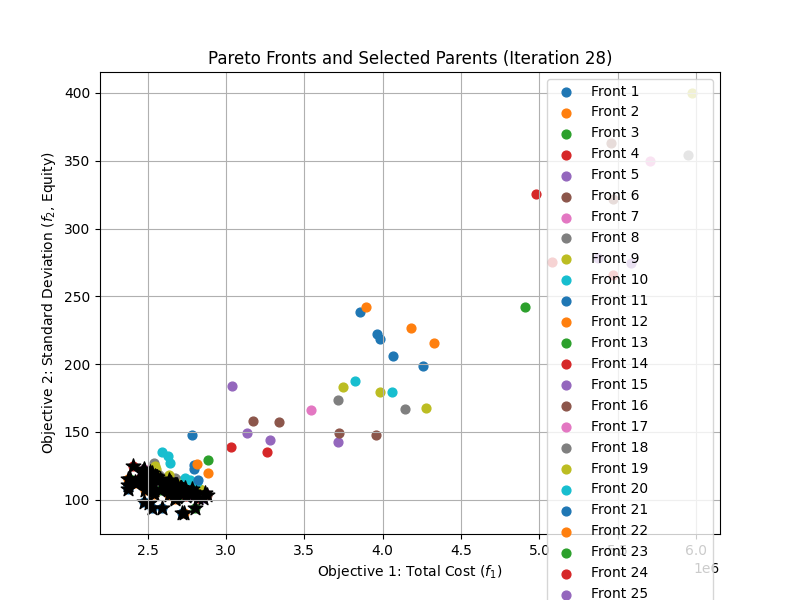 Pareto Fronts and Selected Parents (Iteration 28)
Objective 2: Standard Deviation (f₂, Equity)
400
350
300
250
200
150
100
2.5
3.0
3.5
4.0
4.5
5.0
6.0
1e6
Objective 1: Total Cost (f₁)
Front 1
Front 2
Front 3
Front 4
Front 5
Front 6
Front 7
Front 8
Front 9
Front 10
Front 11
Front 12
Front 13
Front 14
Front 15
Front 16
Front 17
Front 18
Front 19
Front 20
Front 21
Front 22
Front 23
Front 24
Front 25